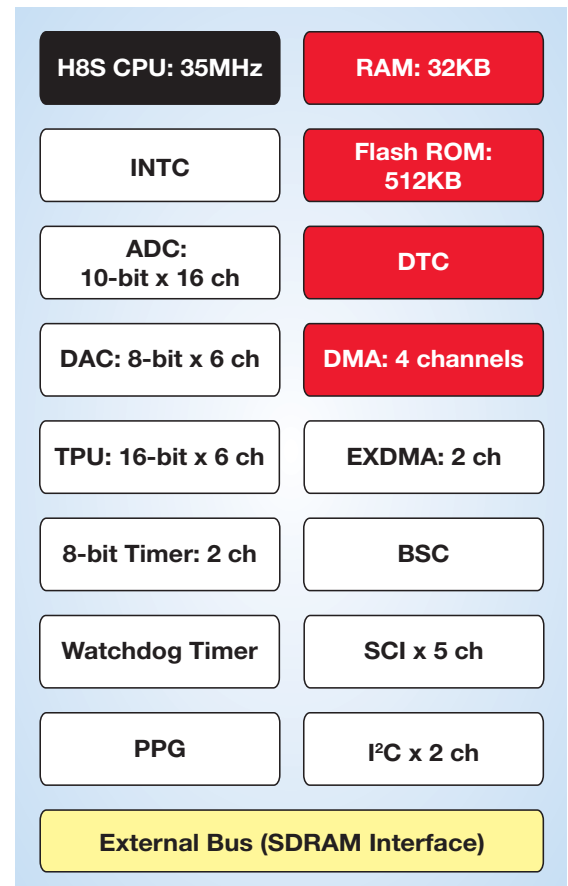 H8S CPU: 35MHz
RAM: 32KB
INTC
Flash ROM:
512KB
ADC:
10-bit x 16 ch
DTC
DAC: 8-bit x 6 ch
DMA: 4 channels
TPU: 16-bit x 6 ch
EXDMA: 2 ch
8-bit Timer: 2 ch
BSC
Watchdog Timer
SCI x 5 ch
PPG
I²C x 2 ch
External Bus (SDRAM Interface)